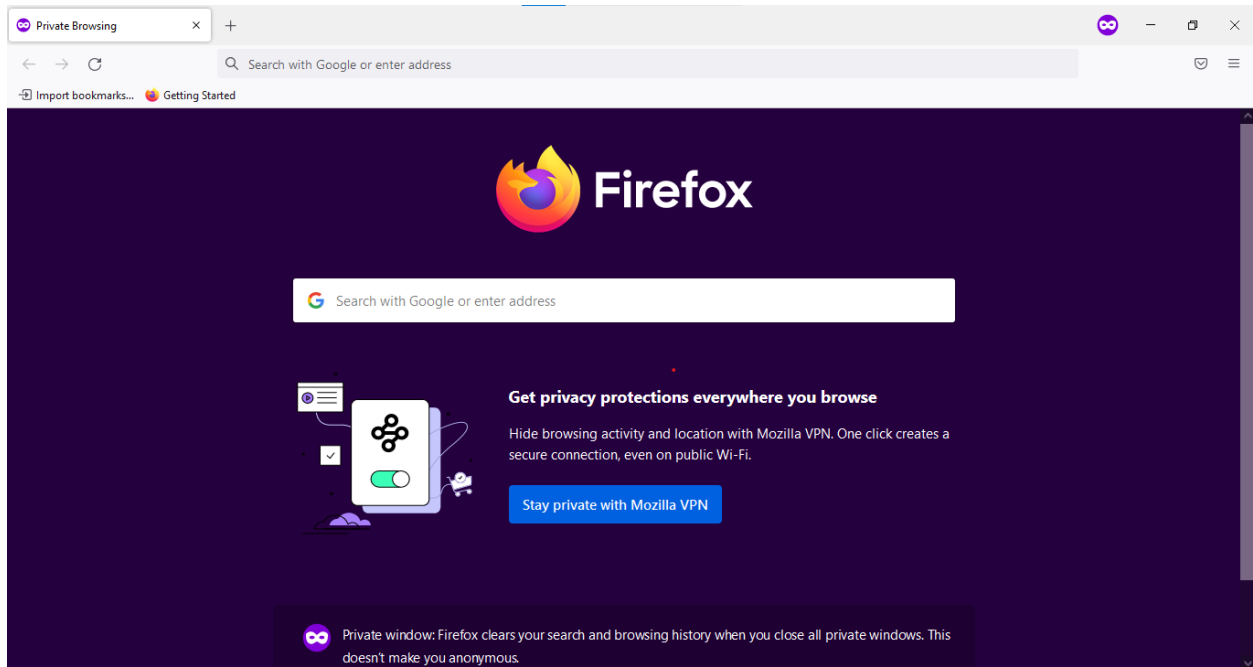 Private Browsing
Search with Google or enter address
Import bookmarks... Getting Started
Firefox
Search with Google or enter address
Get privacy protections everywhere you browse
Hide browsing activity and location with Mozilla VPN. One click creates a
secure connection, even on public Wi-Fi.
Stay private with Mozilla VPN
Private window: Firefox clears your search and browsing history when you close all private windows. This
doesn't make you anonymous.